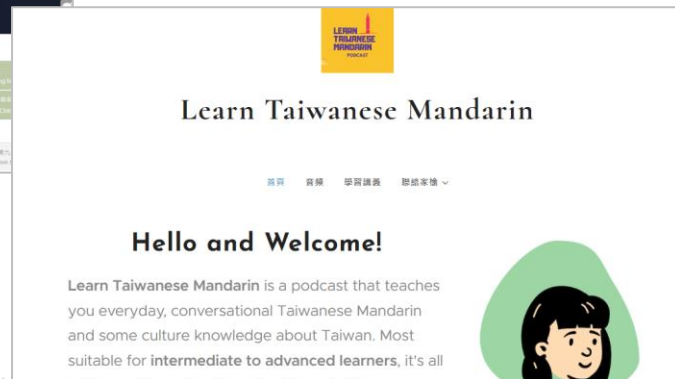 LEARN
TAIWANESE
MANDARIN
PODCAST
Learn Taiwanese Mandarin
首頁 音頻 學習講義 聯絡家愉
Hello and Welcome!
Learn Taiwanese Mandarin is a podcast that teaches
you everyday, conversational Taiwanese Mandarin
and some culture knowledge about Taiwan. Most
suitable for intermediate to advanced learners, it's all